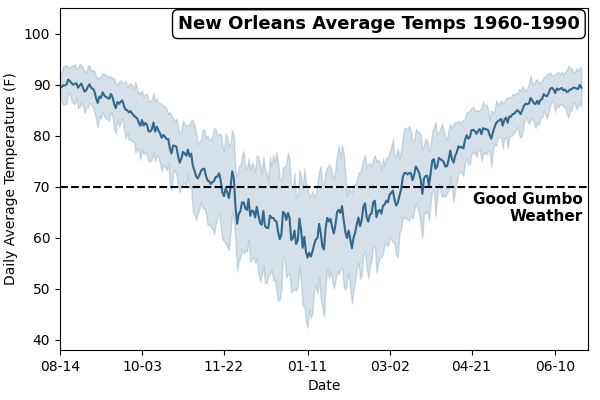 New Orleans Average Temps 1960-1990
Daily Average Temperature (F)
100
90
80
70
60
50
40
Good Gumbo
Weather
08-14
10-03
11-22
01-11
03-02
04-21
06-10
Date